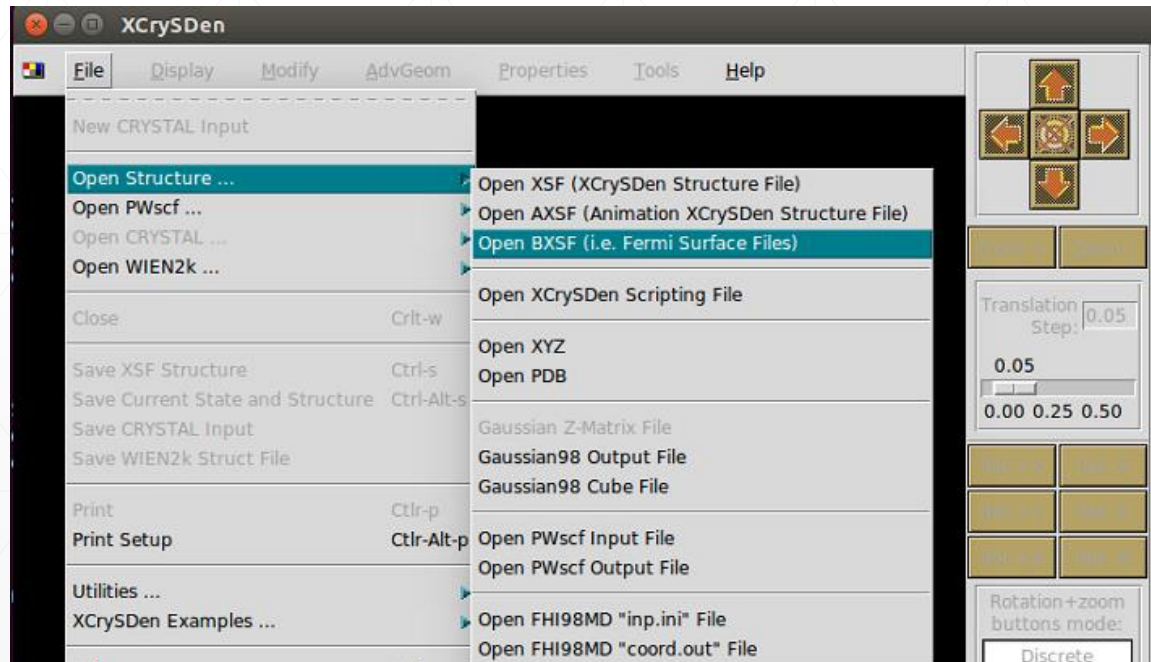 XCrySDen
File Display Modify AdvGeom Properties Tools Help
New CRYSTAL Input
Open Structure ...
Open PWscf ...
Open CRYSTAL ...
Open WIEN2k ...
Close Crlt-w
Save XSF Structure Ctrl-s
Save Current State and Structure Ctrl-Alt-s
Save CRYSTAL Input
Save WIEN2k Struct File
Print Ctlr-p
Print Setup Ctlr-Alt-p
Utilities ...
XCrySDen Examples ...
Open XSF (XCrySDen Structure File)
Open AXSF (Animation XCrySDen Structure File)
Open BXSF (i.e. Fermi Surface Files)
Open XCrySDen Scripting File
Open XYZ
Open PDB
Gaussian Z-Matrix File
Gaussian98 Output File
Gaussian98 Cube File
Open PWscf Input File
Open PWscf Output File
Open FHI98MD "inp.ini" File
Open FHI98MD "coord.out" File
Translation
Step: 0.05
0.05
0.00 0.25 0.50
Rotation+zoom
buttons mode:
Discrete